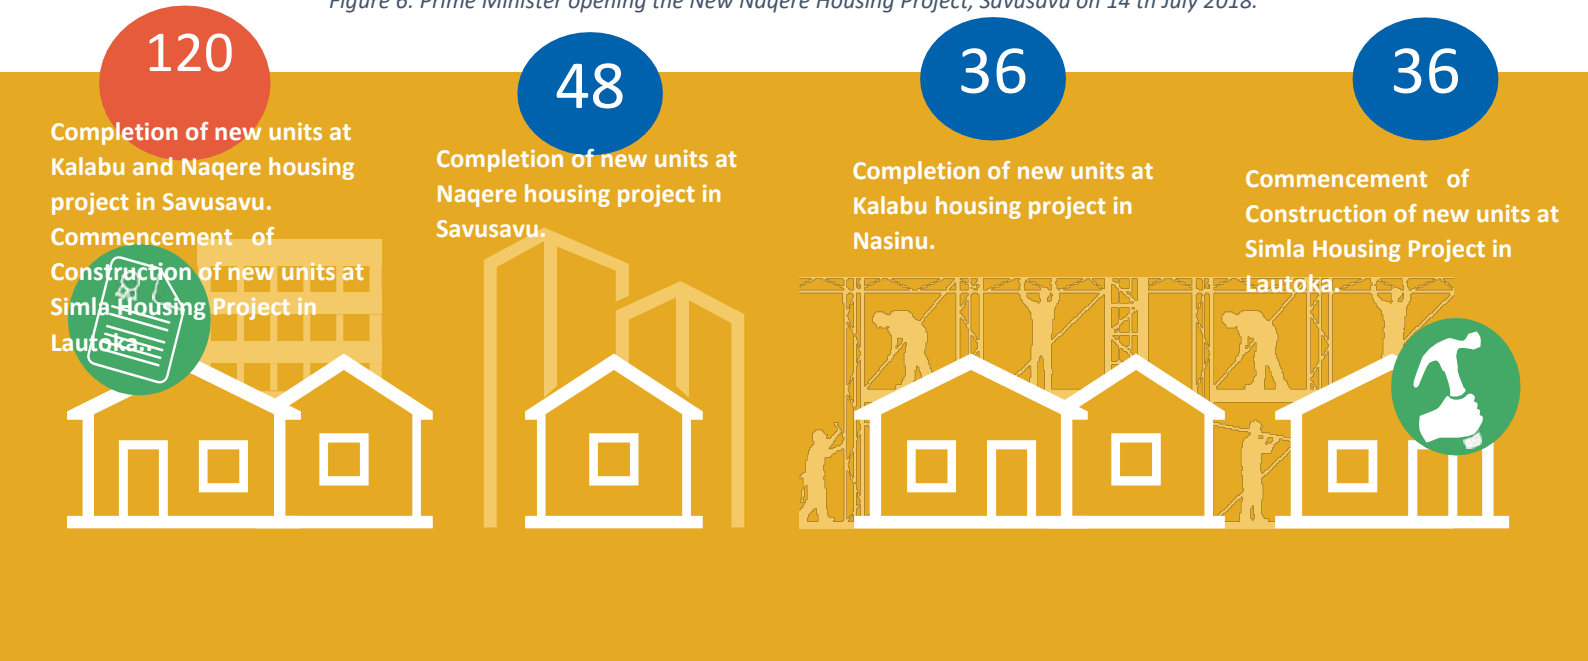 Figure 6. Prime Minister opening the New Naqere Housing Project, Savusavu on 14 th July 2018.
120
Completion of new units at
Kalabu and Naqere housing
project in Savusavu.
Commencement of
Construction of new units at
Simla Housing Project in
Lautoka..
48
Completion of new units at
Naqere housing project in
Savusavu.
36
Completion of new units at
Kalabu housing project in
Nasinu.
36
Commencement of
Construction of new units at
Simla Housing Project in
Lautoka.